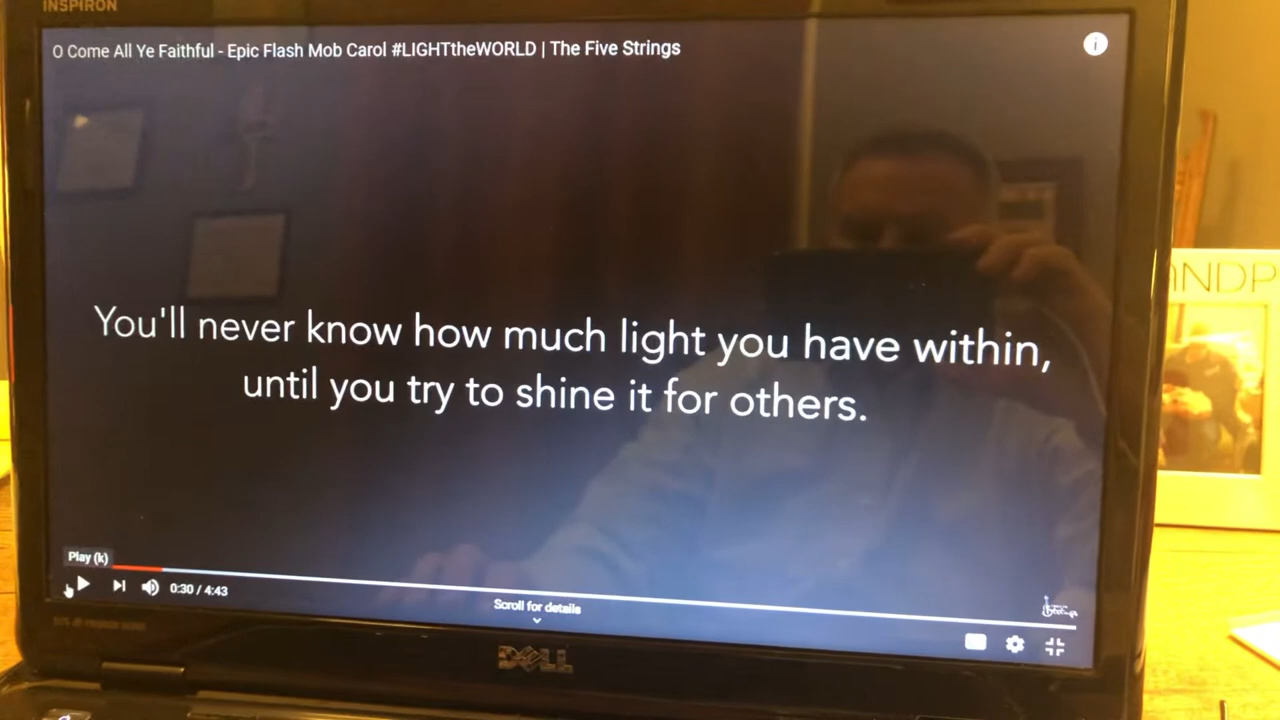 INSPIRON
O Come All Ye Faithful - Epic Flash Mob Carol #LIGHTtheWORLD | The Five Strings
i
You'll never know how much light you have within,
until you try to shine it for others.
Play (k)
0:30 / 4:43
Scroll for details
DELL
ANDP